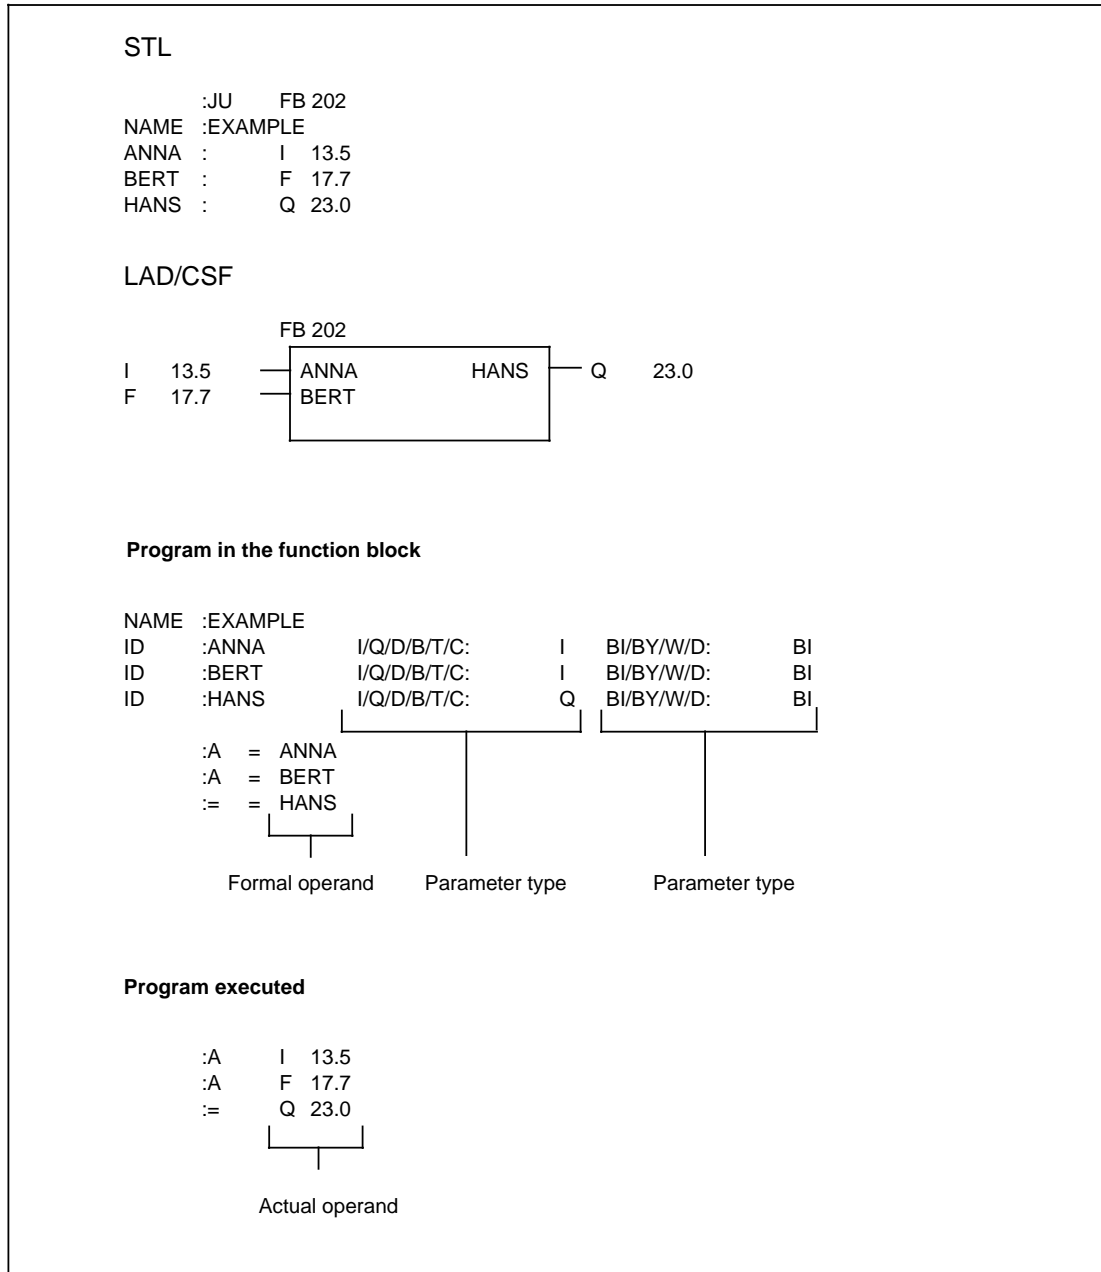 STL
:JU FB 202
NAME :EXAMPLE
ANNA : I 13.5
BERT : F 17.7
HANS : Q 23.0
LAD/CSF
FB 202
I 13.5 ANNA HANS Q 23.0
F 17.7 BERT
Program in the function block
NAME :EXAMPLE
ID :ANNA I/Q/D/B/T/C: I BI/BY/W/D: BI
ID :BERT I/Q/D/B/T/C: I BI/BY/W/D: BI
ID :HANS I/Q/D/B/T/C: Q BI/BY/W/D: BI
:A = ANNA
:A = BERT
:= = HANS
Formal operand Parameter type Parameter type
Program executed
:A I 13.5
:A F 17.7
:= Q 23.0
Actual operand